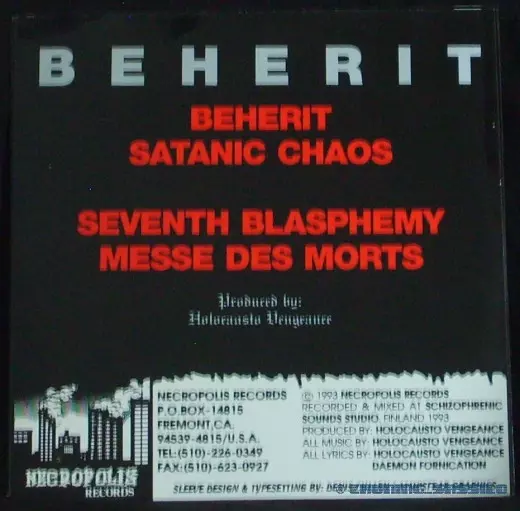 BEHERIT
BEHERIT
SATANIC CHAOS
SEVENTH BLASPHEMY
MESSE DES MORTS
Produced by:
Holocausto Vengeance
NECROPOLIS
RECORDS
NECROPOLIS RECORDS
P.O.BOX-14815
FREMONT,CA.
94539-4815/U.S.A.
TEL:(510)-226-0349
FAX:(510)-623-0927
© 1993 NECROPOLIS RECORDS
RECORDED & MIXED AT SCHIZOPHRENIC
SOUNDS STUDIO FINLAND 1993
PRODUCED BY: HOLOCAUSTO VENGEANCE
ALL MUSIC BY: HOLOCAUSTO VENGEANCE
ALL LYRICS BY: HOLOCAUSTO VENGEANCE
DAEMON FORNICATION
SLEEVE DESIGN & TYPESETTING BY: GRAPHICS